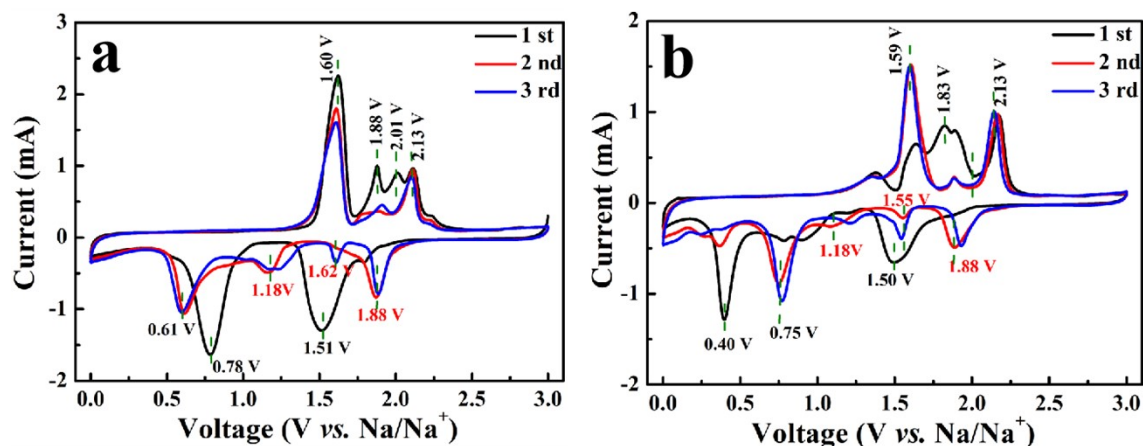 a
1 st
2 nd
3 rd
1.60 V
1.88 V
2.01 V
2.13 V
0.61 V
0.78 V
1.18V
1.51 V
1.62 V
1.88 V
3
2
1
0
-1
-2
Current (mA)
0.0 0.5 1.0 1.5 2.0 2.5 3.0
Voltage (V vs. Na/Na⁺)
b
1 st
2 nd
3 rd
1.59 V
1.83 V
2.13 V
0.40 V
0.75 V
1.18 V
1.50 V
1.55 V
1.88 V
2
1
0
-1
-2
Current (mA)
0.0 0.5 1.0 1.5 2.0 2.5 3.0
Voltage (V vs. Na/Na⁺)